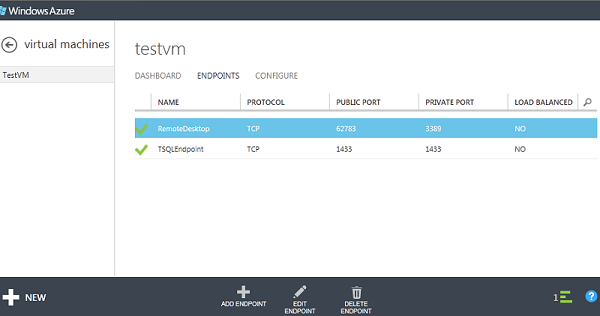 Windows Azure
virtual machines
TestVM
testvm
DASHBOARD ENDPOINTS CONFIGURE
NAME PROTOCOL PUBLIC PORT PRIVATE PORT LOAD BALANCED
RemoteDesktop TCP 62783 3389 NO
TSQLEndpoint TCP 1433 1433 NO
NEW
ADD ENDPOINT
EDIT
ENDPOINT
DELETE
ENDPOINT
1
?